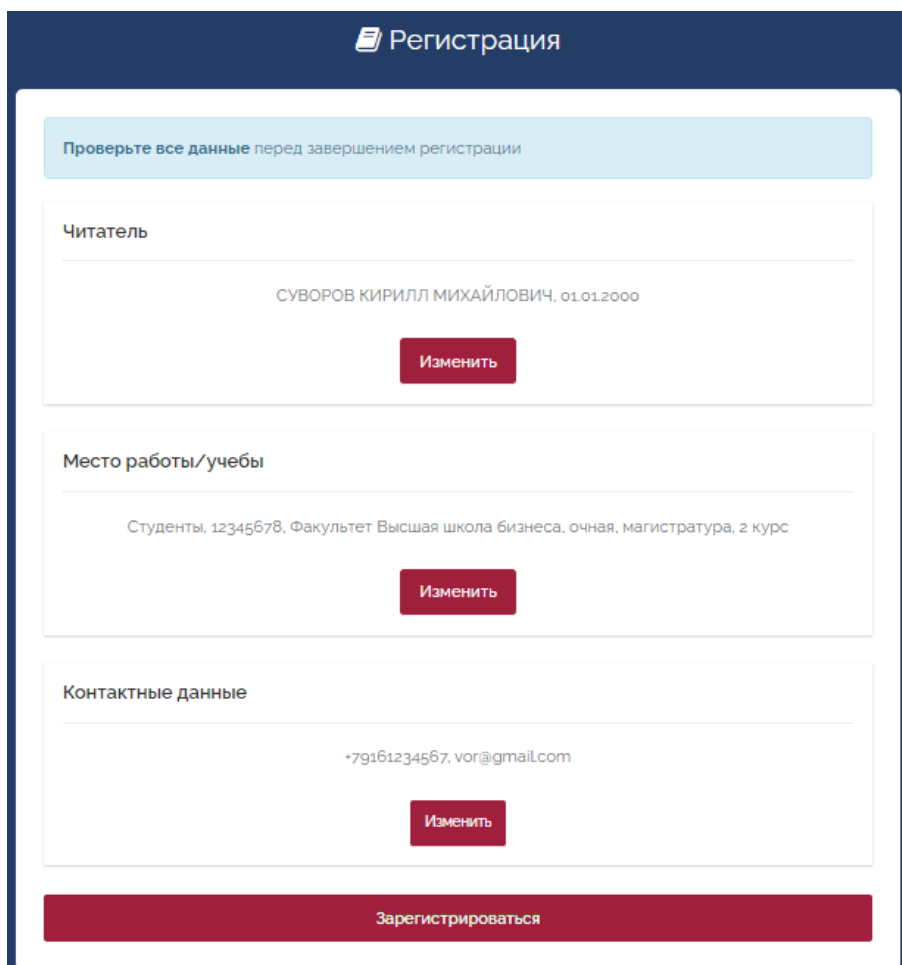 Регистрация
Проверьте все данные перед завершением регистрации
Читатель
СУВОРОВ КИРИЛЛ МИХАЙЛОВИЧ, 01.01.2000
Изменить
Место работы/учебы
Студенты, 12345678, Факультет Высшая школа бизнеса, очная, магистратура, 2 курс
Изменить
Контактные данные
+79161234567, vor@gmail.com
Изменить
Зарегистрироваться